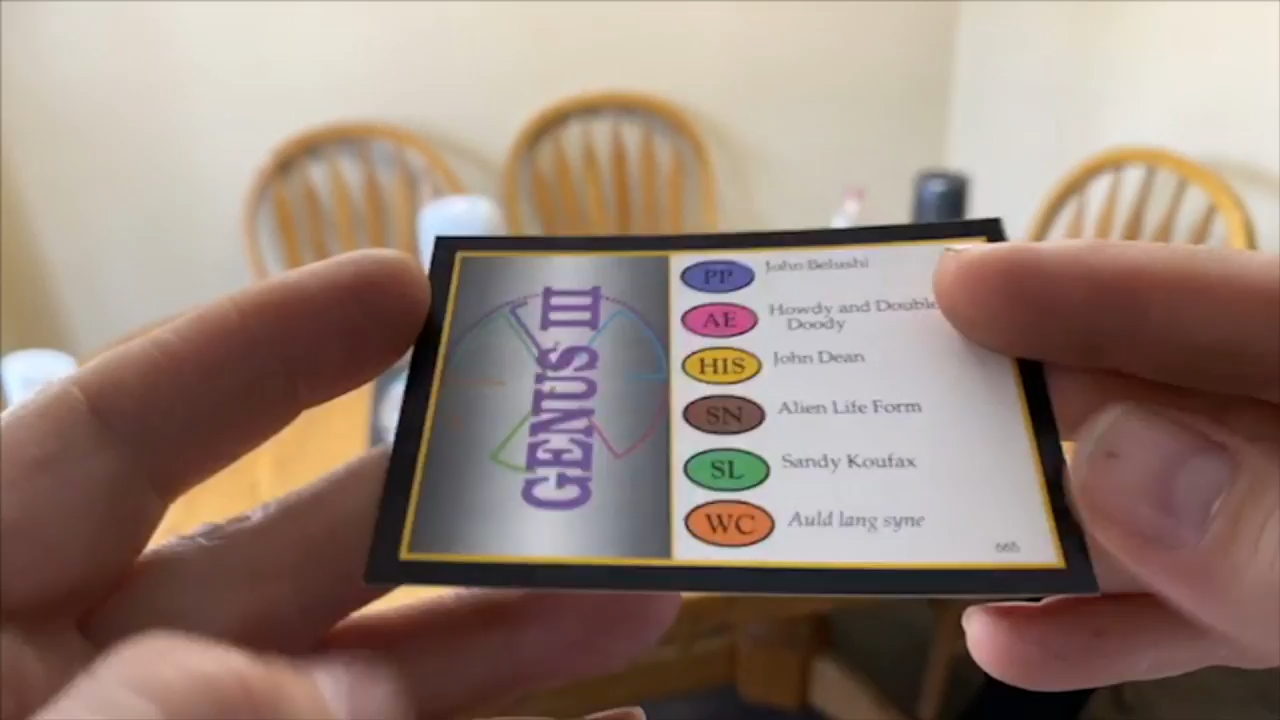 GENUS III
PP John Belushi
AE Howdy and Double
Doody
HIS John Dean
SN Alien Life Form
SL Sandy Koufax
WC Auld lang syne
665